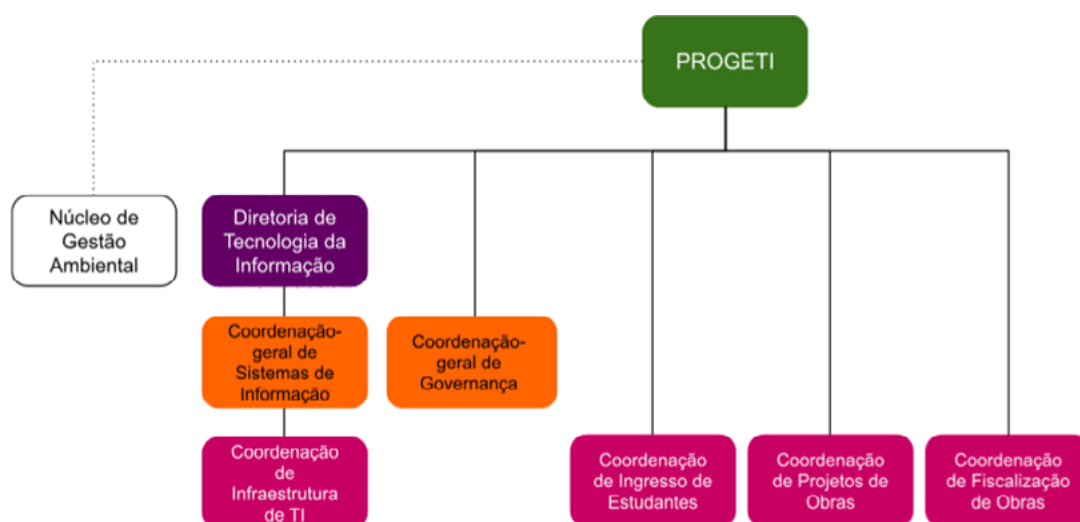 PROGETI
Núcleo de
Gestão
Ambiental
Diretoria de
Tecnologia da
Informação
Coordenação-
geral de
Sistemas de
Informação
Coordenação-
geral de
Governança
Coordenação
de
Infraestrutura
de TI
Coordenação
de Ingresso de
Estudantes
Coordenação
de Projetos de
Obras
Coordenação
de Fiscalização
de Obras